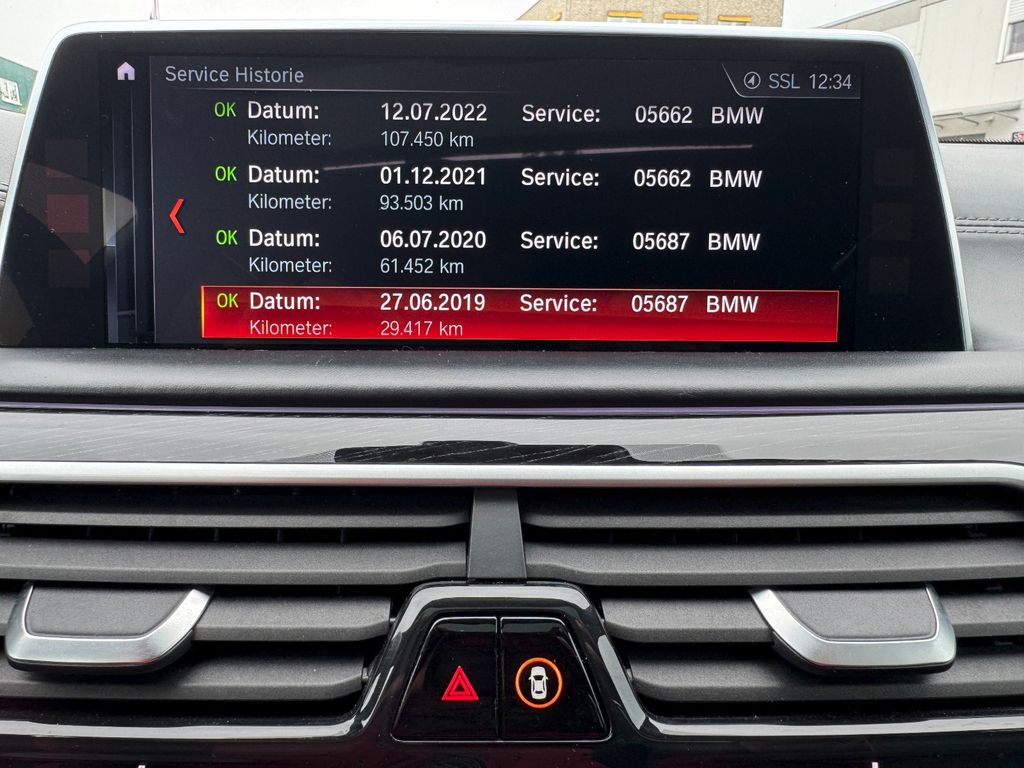 Service Historie
SSL 12:34
OK Datum: 12.07.2022 Service: 05662 BMW
Kilometer: 107.450 km
OK Datum: 01.12.2021 Service: 05662 BMW
Kilometer: 93.503 km
OK Datum: 06.07.2020 Service: 05687 BMW
Kilometer: 61.452 km
OK Datum: 27.06.2019 Service: 05687 BMW
Kilometer: 29.417 km